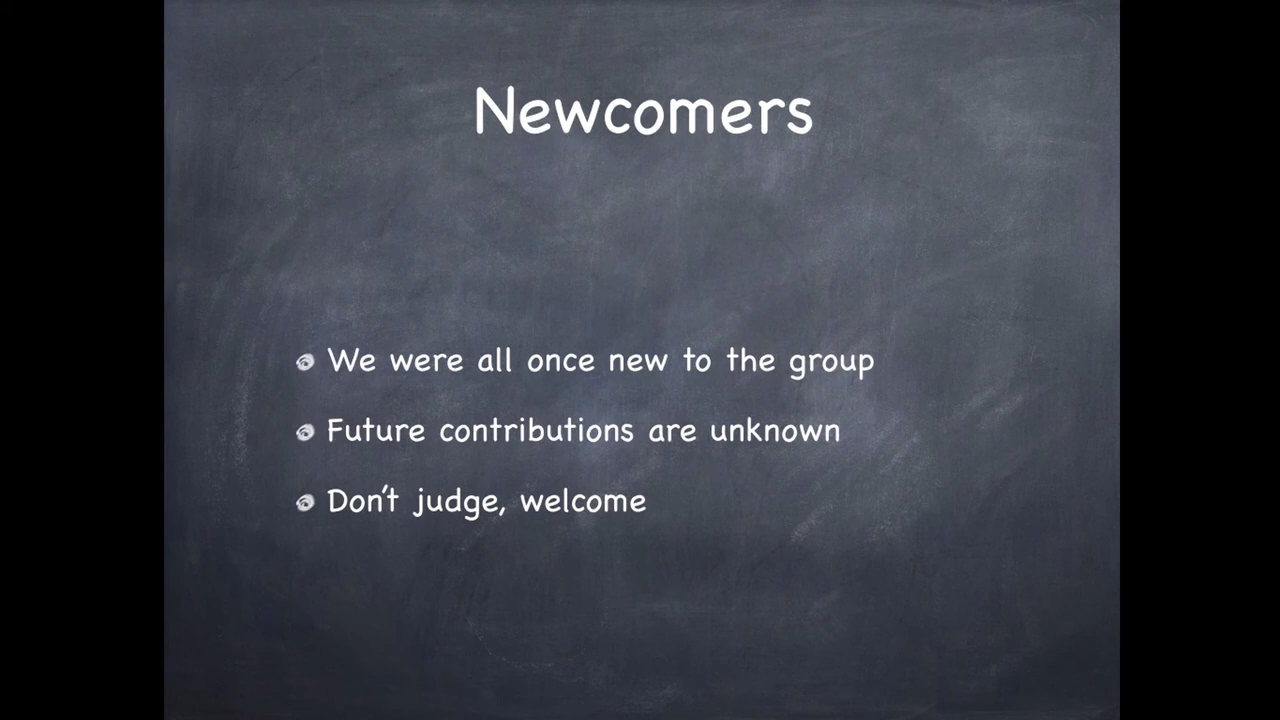 Newcomers
We were all once new to the group
Future contributions are unknown
Don't judge, welcome